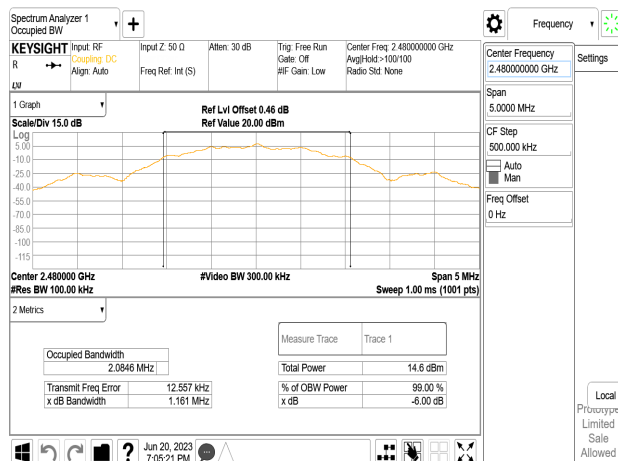 Spectrum Analyzer 1
Occupied BW
Frequency
KEYSIGHT
R
Input: RF
Coupling: DC
Align: Auto
Input Z: 50 Ω
Freq Ref: Int (S)
Atten: 30 dB
Trig: Free Run
Gate: Off
#IF Gain: Low
Center Freq: 2.480000000 GHz
Avg|Hold:>100/100
Radio Std: None
1 Graph
Scale/Div 15.0 dB
Ref Lvl Offset 0.46 dB
Ref Value 20.00 dBm
Log
5.00
-10.0
-25.0
-40.0
-55.0
-70.0
-85.0
-100
-115
Center 2.480000 GHz
#Res BW 100.00 kHz
#Video BW 300.00 kHz
Span 5 MHz
Sweep 1.00 ms (1001 pts)
2 Metrics
Occupied Bandwidth
2.0846 MHz
Transmit Freq Error 12.557 kHz
x dB Bandwidth 1.161 MHz
Measure Trace Trace 1
Total Power 14.6 dBm
% of OBW Power 99.00 %
x dB -6.00 dB
Center Frequency
2.480000000 GHz
Span
5.0000 MHz
CF Step
500.000 kHz
Auto
Man
Freq Offset
0 Hz
Settings
Local
Prototype
Limited
Sale
Allowed
?
Jun 20, 2023
7:05:21 PM